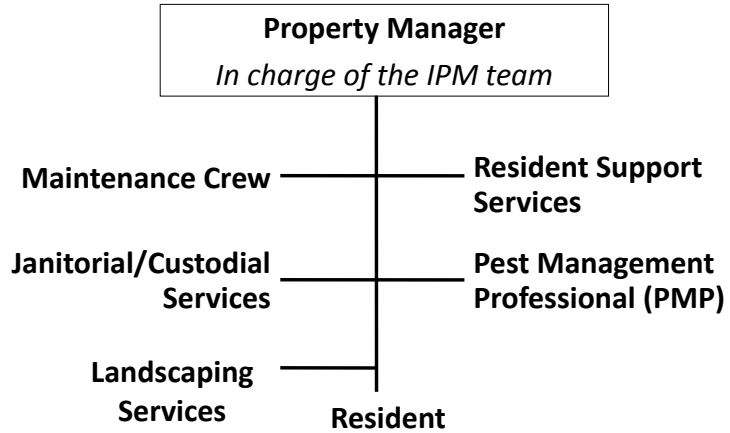 Property Manager
In charge of the IPM team
Maintenance Crew
Resident Support
Services
Janitorial/Custodial
Services
Pest Management
Professional (PMP)
Landscaping
Services
Resident